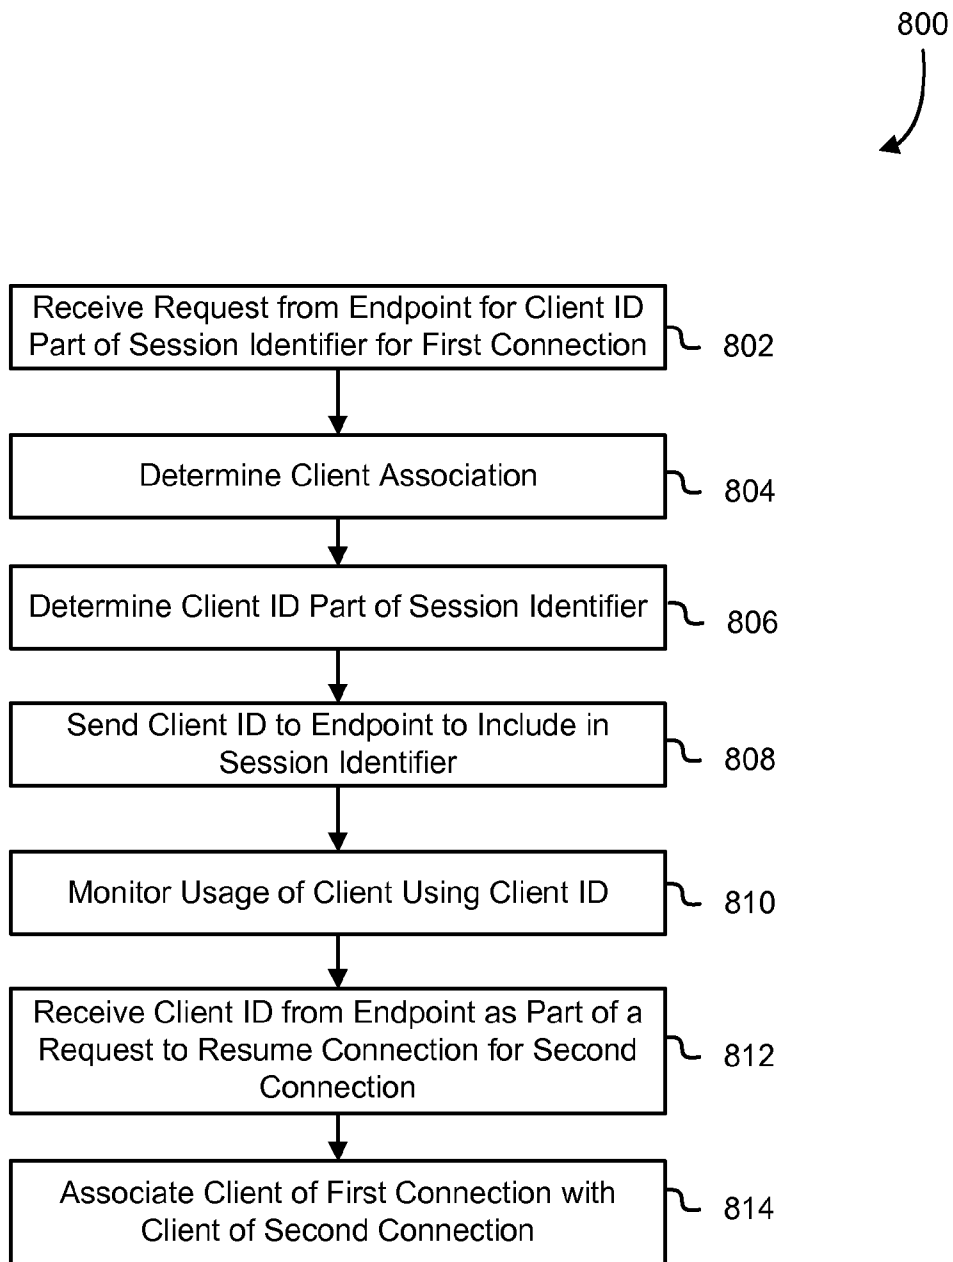 800
Receive Request from Endpoint for Client ID
Part of Session Identifier for First Connection
802
Determine Client Association
804
Determine Client ID Part of Session Identifier
806
Send Client ID to Endpoint to Include in
Session Identifier
808
Monitor Usage of Client Using Client ID
810
Receive Client ID from Endpoint as Part of a
Request to Resume Connection for Second
Connection
812
Associate Client of First Connection with
Client of Second Connection
814